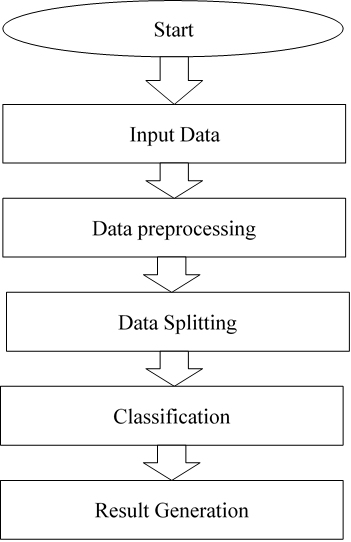 Start
Input Data
Data preprocessing
Data Splitting
Classification
Result Generation